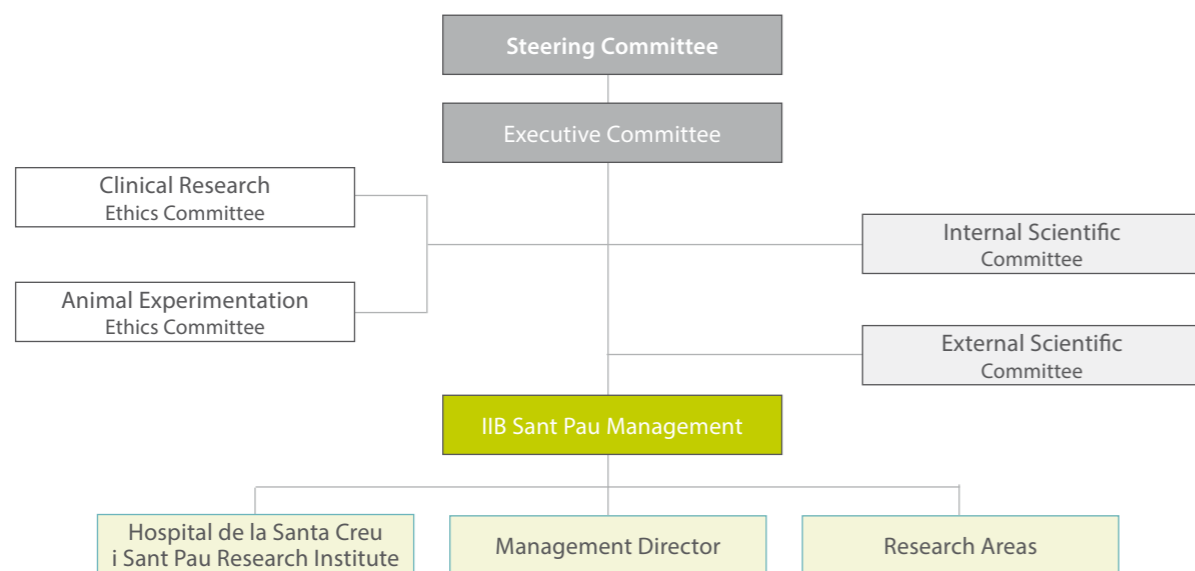 Steering Committee
Executive Committee
Clinical Research
Ethics Committee
Internal Scientific
Committee
Animal Experimentation
Ethics Committee
External Scientific
Committee
IIB Sant Pau Management
Hospital de la Santa Creu
i Sant Pau Research Institute
Management Director
Research Areas